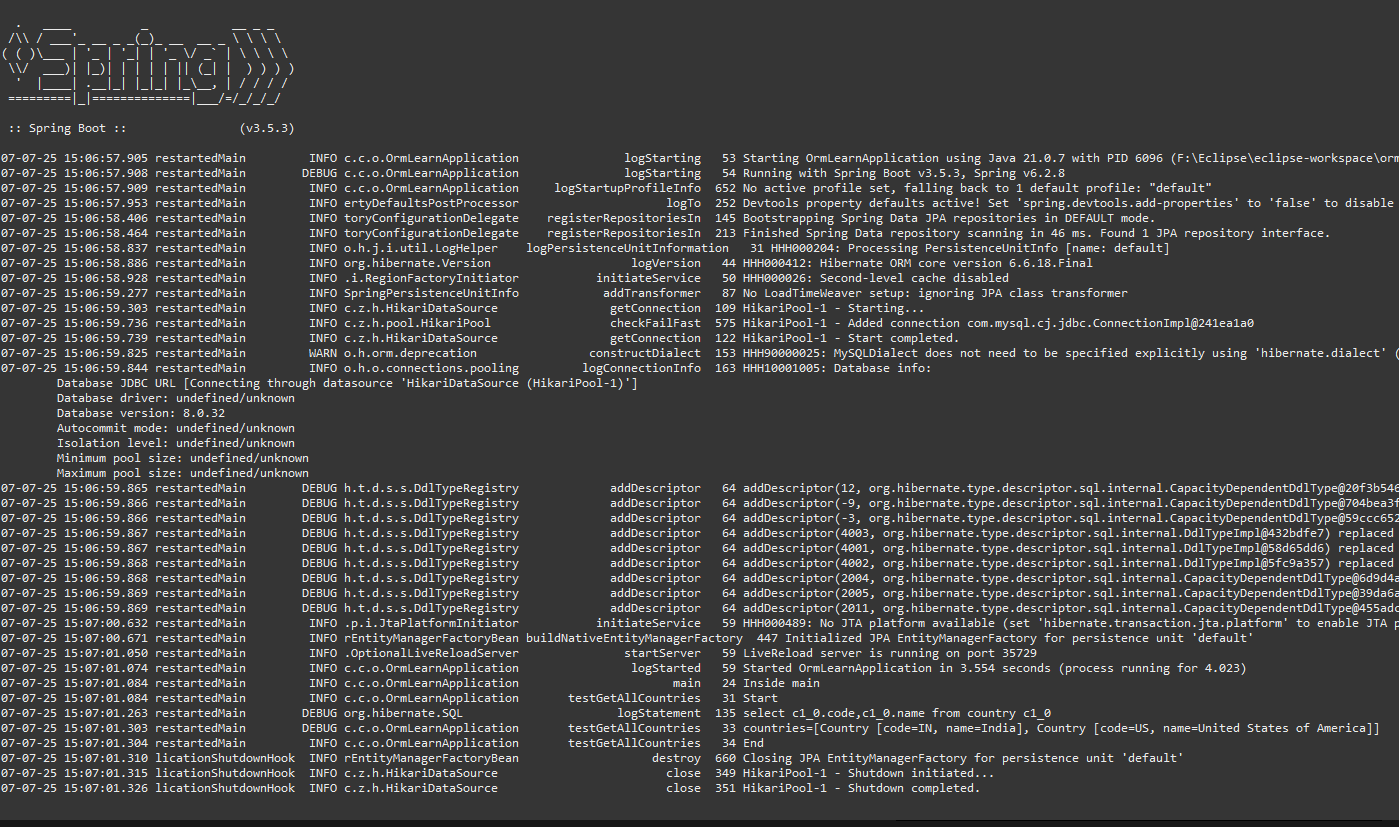 .   ____          _            __ _ _
 /\\ / ___'_ __ _ _(_)_ __  __ _ \ \ \ \
( ( )\___ | '_ | '_| | '_ \/ _` | \ \ \ \
 \\/  ___)| |_)| | | | | || (_| |  ) ) ) )
  '  |____| .__|_| |_|_| |_\__, | / / / /
 =========|_|==============|___/=/_/_/_/
 :: Spring Boot ::                (v3.5.3)
07-07-25 15:06:57.905 restartedMain         INFO c.c.o.OrmLearnApplication               logStarting   53 Starting OrmLearnApplication using Java 21.0.7 with PID 6096 (F:\Eclipse\eclipse-workspace\orm
07-07-25 15:06:57.908 restartedMain        DEBUG c.c.o.OrmLearnApplication               logStarting   54 Running with Spring Boot v3.5.3, Spring v6.2.8
07-07-25 15:06:57.909 restartedMain         INFO c.c.o.OrmLearnApplication     logStartupProfileInfo  652 No active profile set, falling back to 1 default profile: "default"
07-07-25 15:06:57.953 restartedMain         INFO ertyDefaultsPostProcessor                     logTo  252 Devtools property defaults active! Set 'spring.devtools.add-properties' to 'false' to disable
07-07-25 15:06:58.406 restartedMain         INFO toryConfigurationDelegate    registerRepositoriesIn  145 Bootstrapping Spring Data JPA repositories in DEFAULT mode.
07-07-25 15:06:58.464 restartedMain         INFO toryConfigurationDelegate    registerRepositoriesIn  213 Finished Spring Data repository scanning in 46 ms. Found 1 JPA repository interface.
07-07-25 15:06:58.837 restartedMain         INFO o.h.j.i.util.LogHelper    logPersistenceUnitInformation   31 HHH000204: Processing PersistenceUnitInfo [name: default]
07-07-25 15:06:58.886 restartedMain         INFO org.hibernate.Version                    logVersion   44 HHH000412: Hibernate ORM core version 6.6.18.Final
07-07-25 15:06:58.928 restartedMain         INFO .i.RegionFactoryInitiator           initiateService   50 HHH000026: Second-level cache disabled
07-07-25 15:06:59.277 restartedMain         INFO SpringPersistenceUnitInfo            addTransformer   87 No LoadTimeWeaver setup: ignoring JPA class transformer
07-07-25 15:06:59.303 restartedMain         INFO c.z.h.HikariDataSource                getConnection  109 HikariPool-1 - Starting...
07-07-25 15:06:59.736 restartedMain         INFO c.z.h.pool.HikariPool                 checkFailFast  575 HikariPool-1 - Added connection com.mysql.cj.jdbc.ConnectionImpl@241ea1a0
07-07-25 15:06:59.739 restartedMain         INFO c.z.h.HikariDataSource                getConnection  122 HikariPool-1 - Start completed.
07-07-25 15:06:59.825 restartedMain         WARN o.h.orm.deprecation                constructDialect  153 HHH90000025: MySQLDialect does not need to be specified explicitly using 'hibernate.dialect' (
07-07-25 15:06:59.844 restartedMain         INFO o.h.o.connections.pooling         logConnectionInfo  163 HHH10001005: Database info:
        Database JDBC URL [Connecting through datasource 'HikariDataSource (HikariPool-1)']
        Database driver: undefined/unknown
        Database version: 8.0.32
        Autocommit mode: undefined/unknown
        Isolation level: undefined/unknown
        Minimum pool size: undefined/unknown
        Maximum pool size: undefined/unknown
07-07-25 15:06:59.865 restartedMain        DEBUG h.t.d.s.s.DdlTypeRegistry             addDescriptor   64 addDescriptor(12, org.hibernate.type.descriptor.sql.internal.CapacityDependentDdlType@20f3b546
07-07-25 15:06:59.866 restartedMain        DEBUG h.t.d.s.s.DdlTypeRegistry             addDescriptor   64 addDescriptor(-9, org.hibernate.type.descriptor.sql.internal.CapacityDependentDdlType@704bea3f
07-07-25 15:06:59.866 restartedMain        DEBUG h.t.d.s.s.DdlTypeRegistry             addDescriptor   64 addDescriptor(-3, org.hibernate.type.descriptor.sql.internal.CapacityDependentDdlType@59ccc652
07-07-25 15:06:59.867 restartedMain        DEBUG h.t.d.s.s.DdlTypeRegistry             addDescriptor   64 addDescriptor(4003, org.hibernate.type.descriptor.sql.internal.DdlTypeImpl@432bdfe7) replaced
07-07-25 15:06:59.867 restartedMain        DEBUG h.t.d.s.s.DdlTypeRegistry             addDescriptor   64 addDescriptor(4001, org.hibernate.type.descriptor.sql.internal.DdlTypeImpl@58d65dd6) replaced
07-07-25 15:06:59.868 restartedMain        DEBUG h.t.d.s.s.DdlTypeRegistry             addDescriptor   64 addDescriptor(4002, org.hibernate.type.descriptor.sql.internal.DdlTypeImpl@5fc9a357) replaced
07-07-25 15:06:59.868 restartedMain        DEBUG h.t.d.s.s.DdlTypeRegistry             addDescriptor   64 addDescriptor(2004, org.hibernate.type.descriptor.sql.internal.CapacityDependentDdlType@6d9d4a
07-07-25 15:06:59.869 restartedMain        DEBUG h.t.d.s.s.DdlTypeRegistry             addDescriptor   64 addDescriptor(2005, org.hibernate.type.descriptor.sql.internal.CapacityDependentDdlType@39da6a
07-07-25 15:06:59.869 restartedMain        DEBUG h.t.d.s.s.DdlTypeRegistry             addDescriptor   64 addDescriptor(2011, org.hibernate.type.descriptor.sql.internal.CapacityDependentDdlType@455adc
07-07-25 15:07:00.632 restartedMain         INFO .p.i.JtaPlatformInitiator           initiateService   59 HHH000489: No JTA platform available (set 'hibernate.transaction.jta.platform' to enable JTA p
07-07-25 15:07:00.671 restartedMain         INFO rEntityManagerFactoryBean buildNativeEntityManagerFactory  447 Initialized JPA EntityManagerFactory for persistence unit 'default'
07-07-25 15:07:01.050 restartedMain         INFO .OptionalLiveReloadServer               startServer   59 LiveReload server is running on port 35729
07-07-25 15:07:01.074 restartedMain         INFO c.c.o.OrmLearnApplication                logStarted   59 Started OrmLearnApplication in 3.554 seconds (process running for 4.023)
07-07-25 15:07:01.084 restartedMain         INFO c.c.o.OrmLearnApplication                      main   24 Inside main
07-07-25 15:07:01.084 restartedMain         INFO c.c.o.OrmLearnApplication       testGetAllCountries   31 Start
07-07-25 15:07:01.263 restartedMain        DEBUG org.hibernate.SQL                      logStatement  135 select c1_0.code,c1_0.name from country c1_0
07-07-25 15:07:01.303 restartedMain        DEBUG c.c.o.OrmLearnApplication       testGetAllCountries   33 countries=[Country [code=IN, name=India], Country [code=US, name=United States of America]]
07-07-25 15:07:01.304 restartedMain         INFO c.c.o.OrmLearnApplication       testGetAllCountries   34 End
07-07-25 15:07:01.310 licationShutdownHook  INFO rEntityManagerFactoryBean                   destroy  660 Closing JPA EntityManagerFactory for persistence unit 'default'
07-07-25 15:07:01.315 licationShutdownHook  INFO c.z.h.HikariDataSource                        close  349 HikariPool-1 - Shutdown initiated...
07-07-25 15:07:01.326 licationShutdownHook  INFO c.z.h.HikariDataSource                        close  351 HikariPool-1 - Shutdown completed.